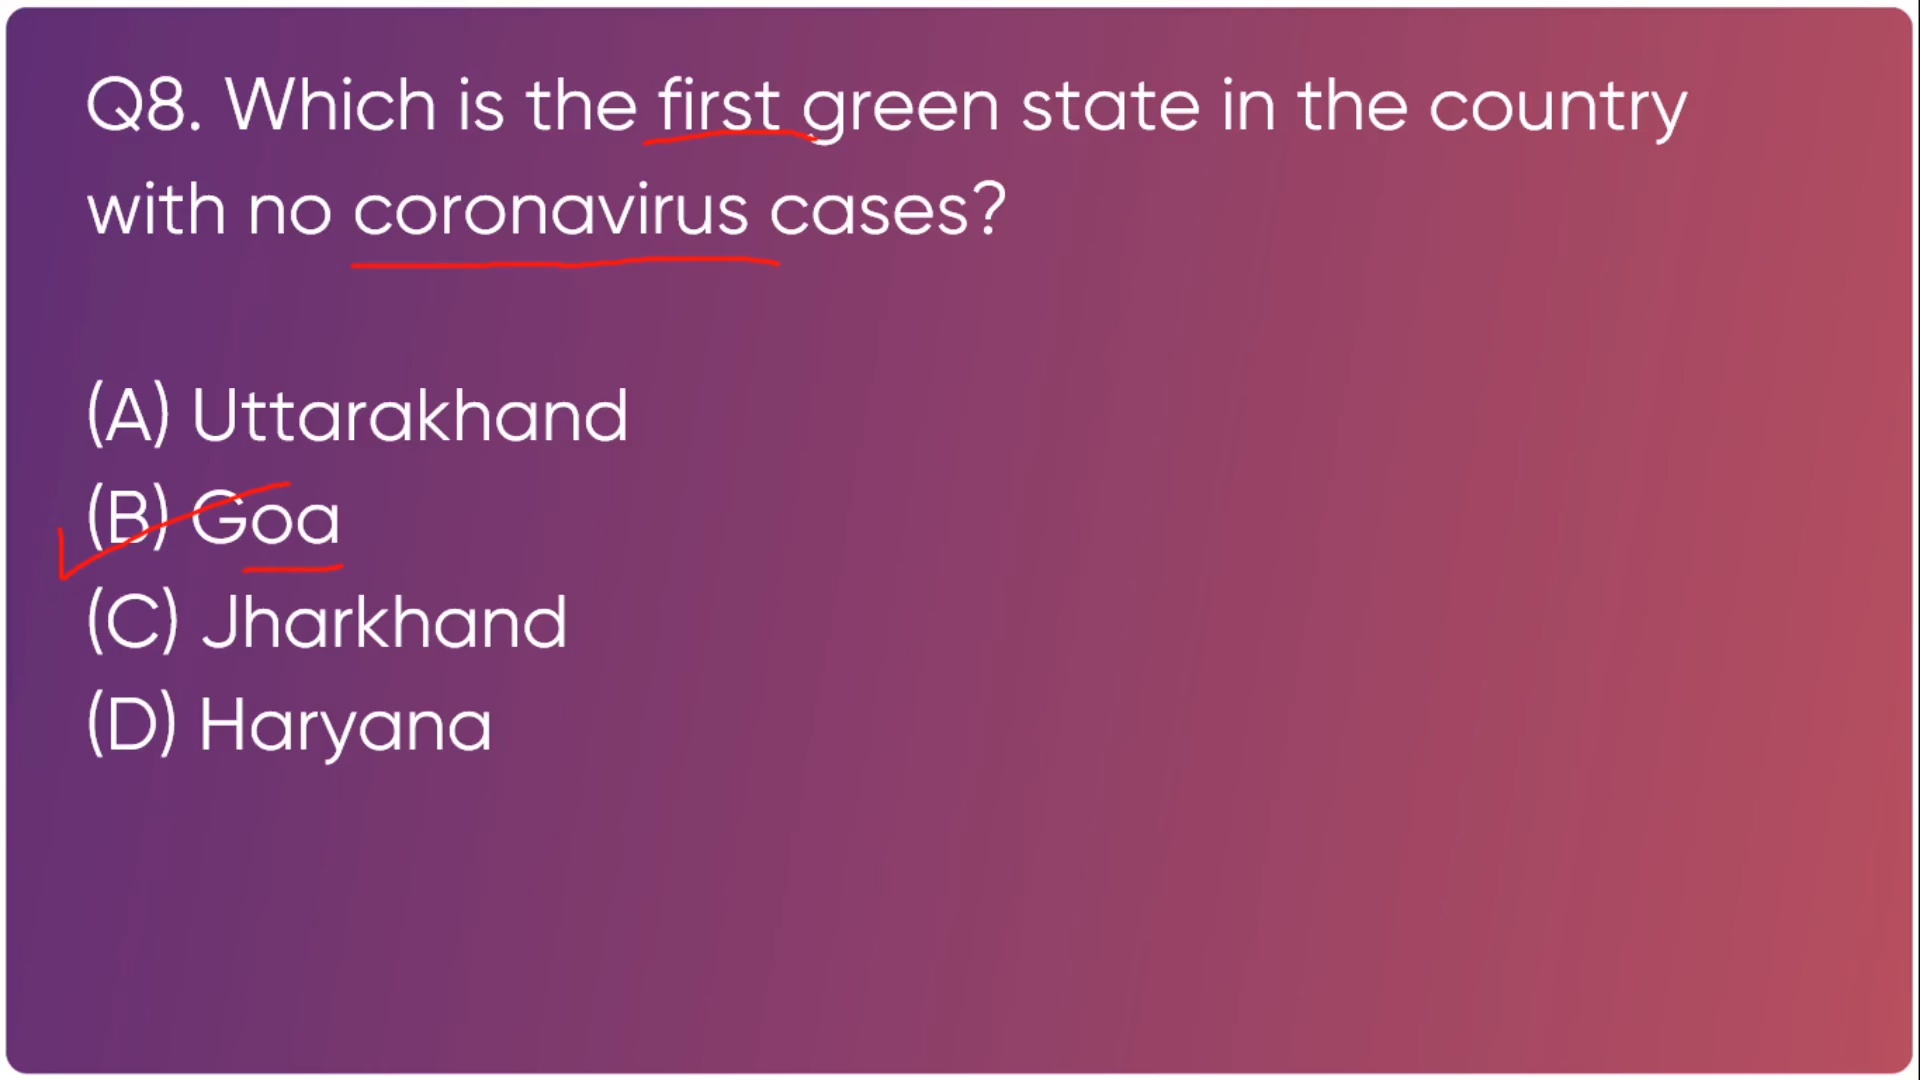 Q8. Which is the first green state in the country
with no coronavirus cases?
(A) Uttarakhand
(B) Goa
(C) Jharkhand
(D) Haryana